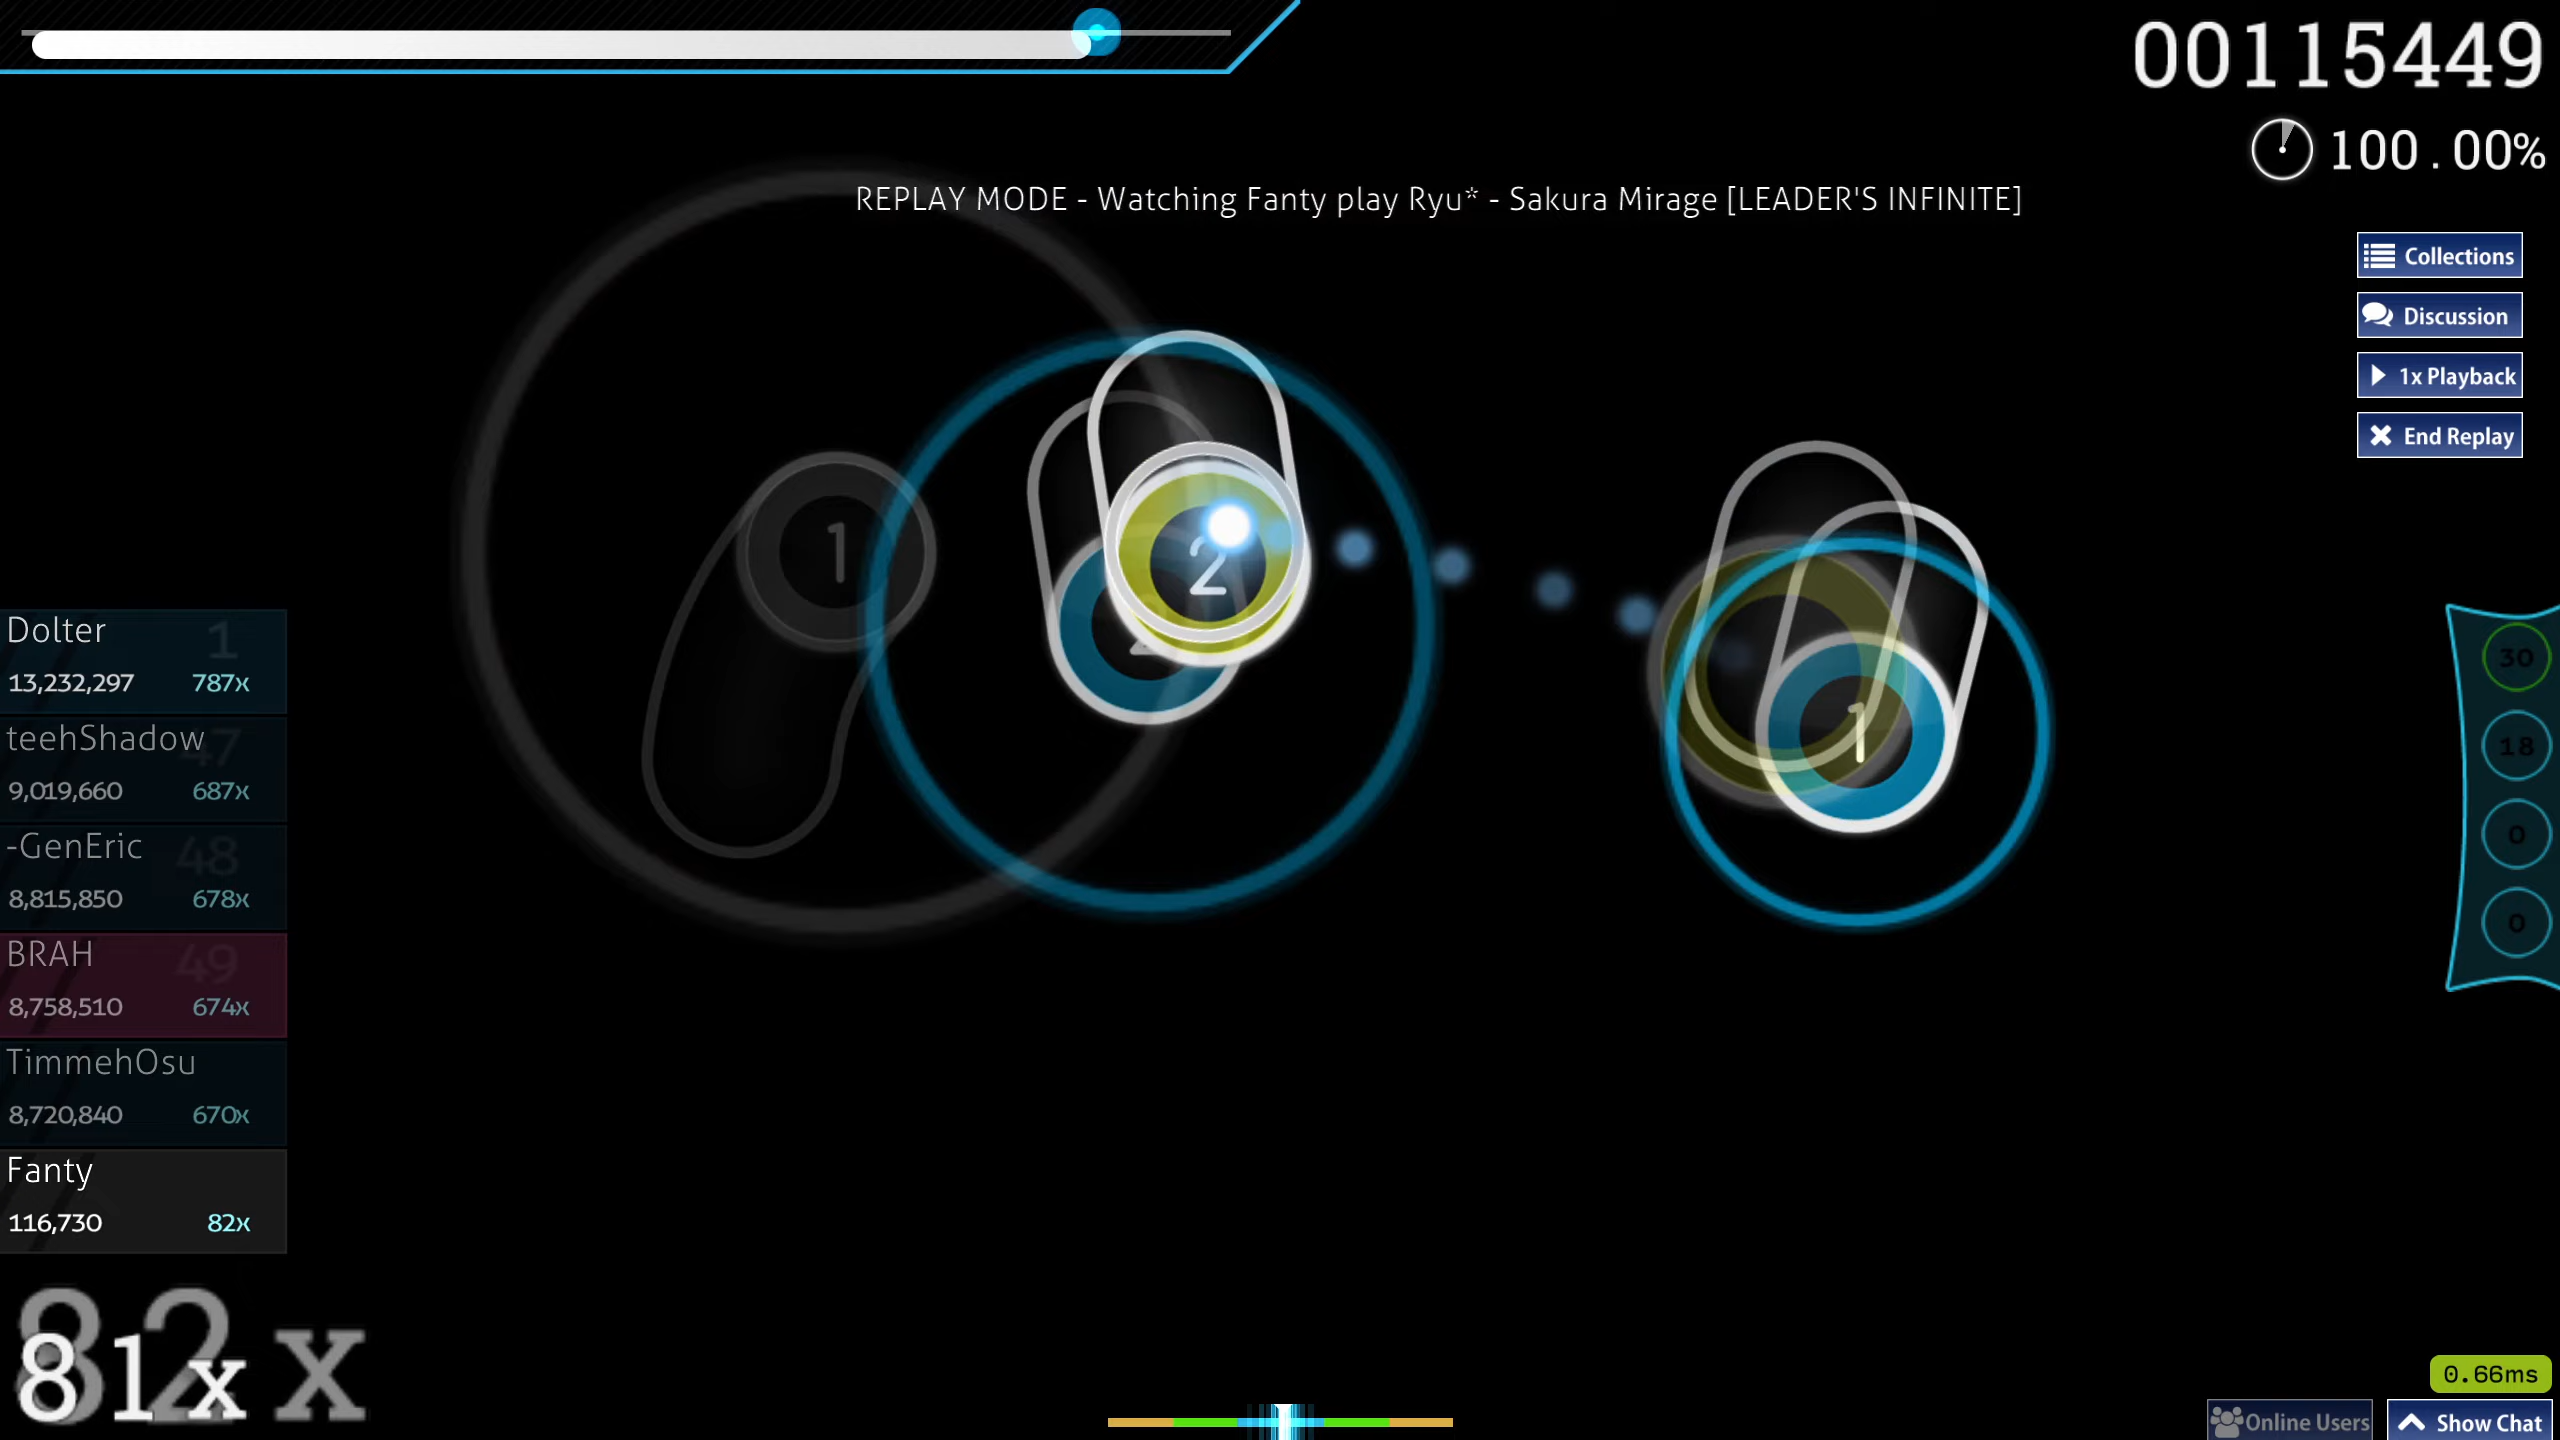 00115449
100.00%
REPLAY MODE - Watching Fanty play Ryu* - Sakura Mirage [LEADER'S INFINITE]
Collections
Discussion
1x Playback
End Replay
1
2
1
Dolter 1
13,232,297 787x
teehShadow 47
9,019,660 687x
-GenEric 48
8,815,850 678x
BRAH 49
8,758,510 674x
TimmehOsu
8,720,840 670x
Fanty
116,730 82x
30
18
0
0
82x
81x
0.66ms
Online Users
Show Chat